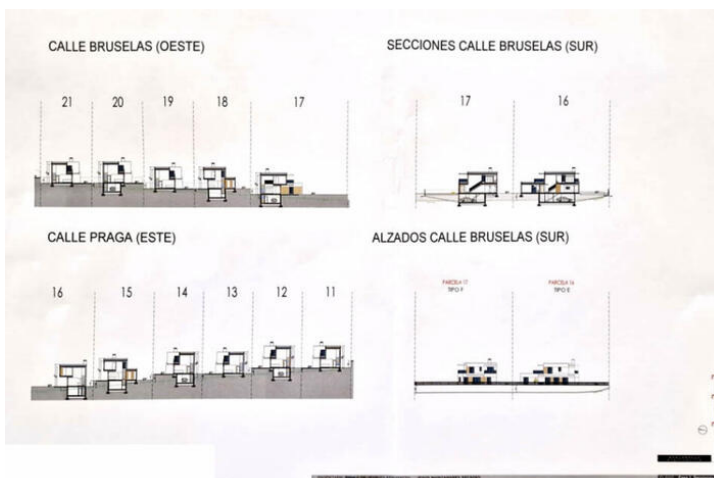 CALLE BRUSELAS (OESTE)
21 20 19 18 17
SECCIONES CALLE BRUSELAS (SUR)
17 16
CALLE PRAGA (ESTE)
16 15 14 13 12 11
ALZADOS CALLE BRUSELAS (SUR)
PARCELA 17
TIPO F
PARCELA 16
TIPO E